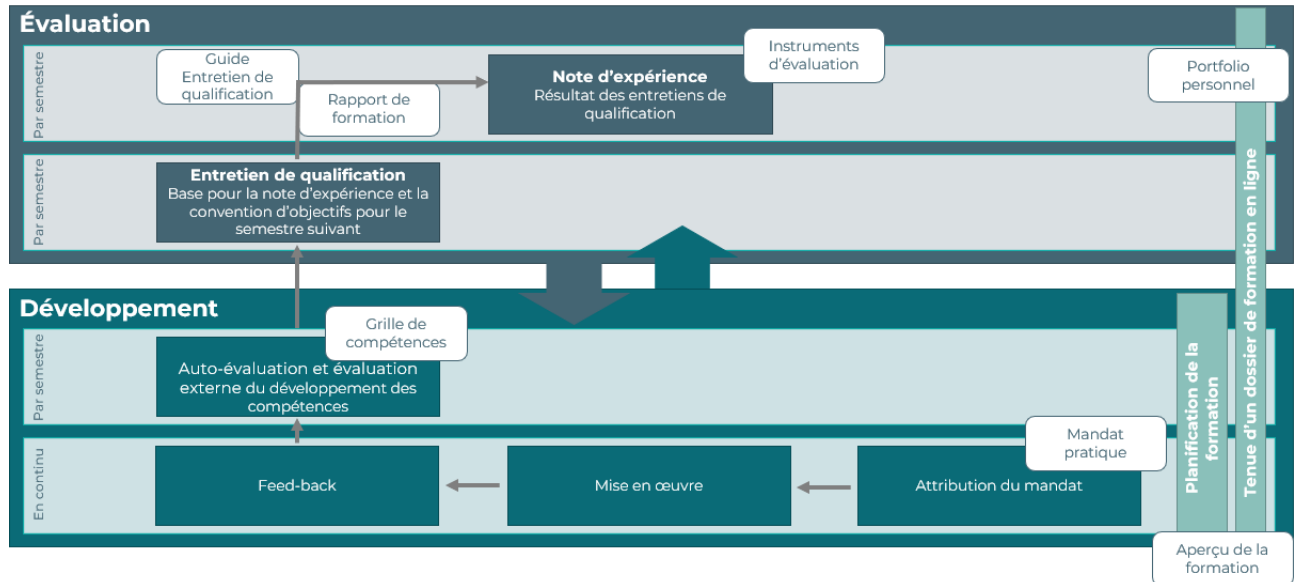 Évaluation
Par semestre
Guide
Entretien de
qualification
Rapport de
formation
Note d'expérience
Résultat des entretiens de
qualification
Instruments
d'évaluation
Portfolio
personnel
Par semestre
Entretien de qualification
Base pour la note d'expérience et la
convention d'objectifs pour le
semestre suivant
Tenue d'un dossier de formation en ligne
Développement
Par semestre
Grille de
compétences
Auto-évaluation et évaluation
externe du développement des
compétences
Planification de la
formation
En continu
Feed-back
Mise en œuvre
Attribution du mandat
Mandat
pratique
Aperçu de la
formation